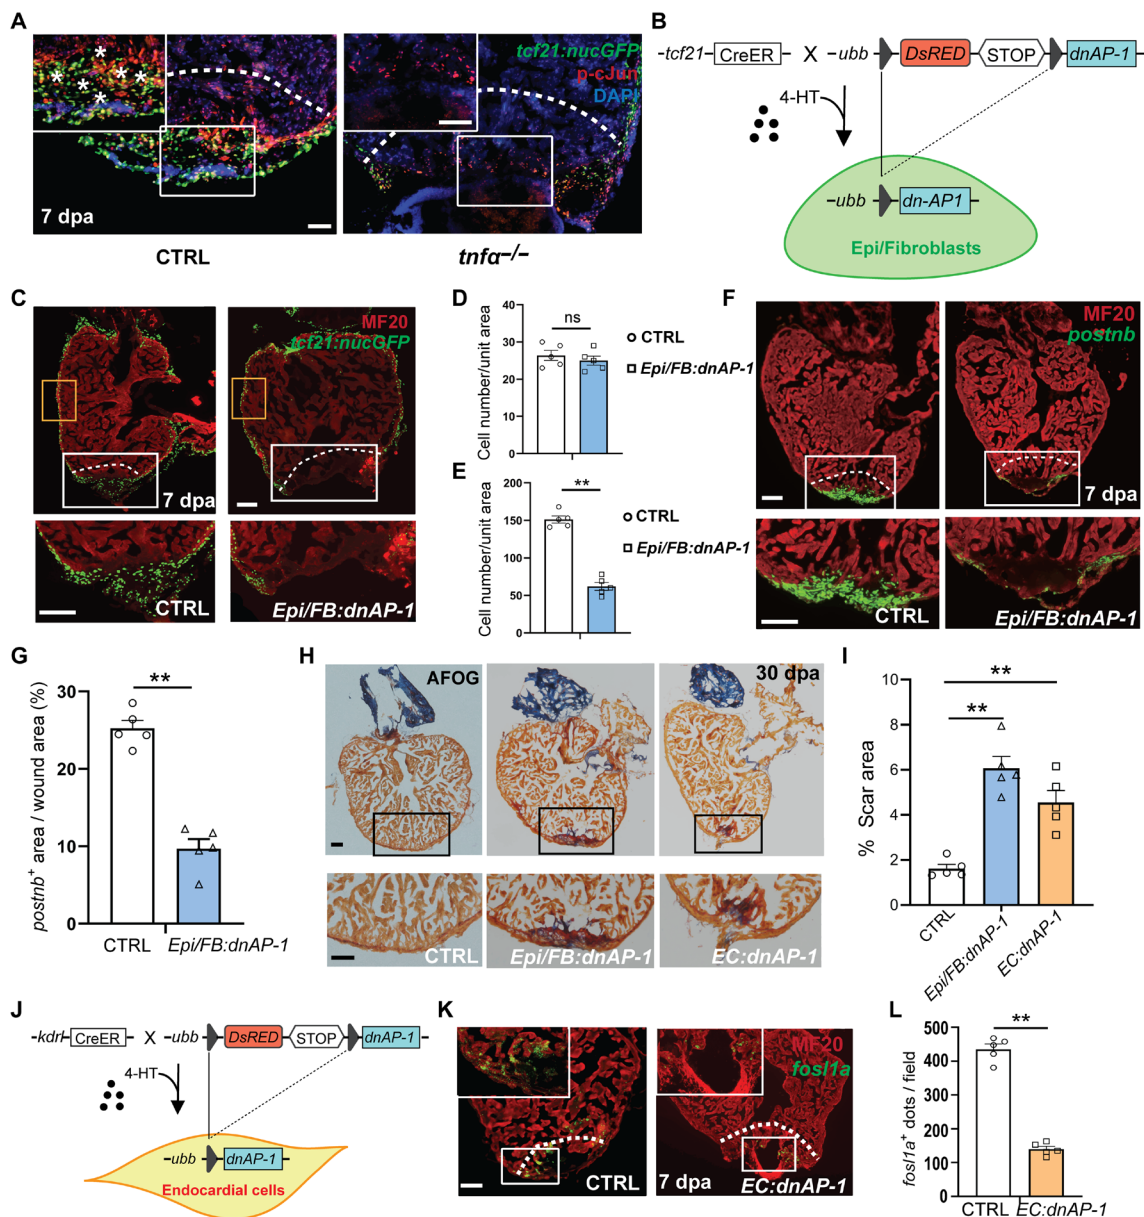 A
tcf21:nucGFP
p-cJun
DAPI
7 dpa
CTRL
tnfα–/–
B
-tcf21 CreER X -ubb DsRED STOP dnAP-1
4-HT
-ubb dn-AP1
Epi/Fibroblasts
C
MF20
tcf21:nucGFP
7 dpa
CTRL
Epi/FB:dnAP-1
D
Cell number/unit area
40
30
20
10
0
ns
CTRL
Epi/FB:dnAP-1
E
Cell number/unit area
200
150
100
50
0
**
CTRL
Epi/FB:dnAP-1
F
MF20
postnb
7 dpa
CTRL
Epi/FB:dnAP-1
G
postnb+ area / wound area (%)
30
20
10
0
**
CTRL
Epi/FB:dnAP-1
H
AFOG
30 dpa
CTRL
Epi/FB:dnAP-1
EC:dnAP-1
I
% Scar area
10
8
6
4
2
0
**
**
CTRL
Epi/FB:dnAP-1
EC:dnAP-1
J
-kdrl CreER X -ubb DsRED STOP dnAP-1
4-HT
-ubb dnAP-1
Endocardial cells
K
MF20
fosl1a
CTRL
7 dpa
EC:dnAP-1
L
fosl1a+ dots / field
500
400
300
200
100
0
**
CTRL
EC:dnAP-1